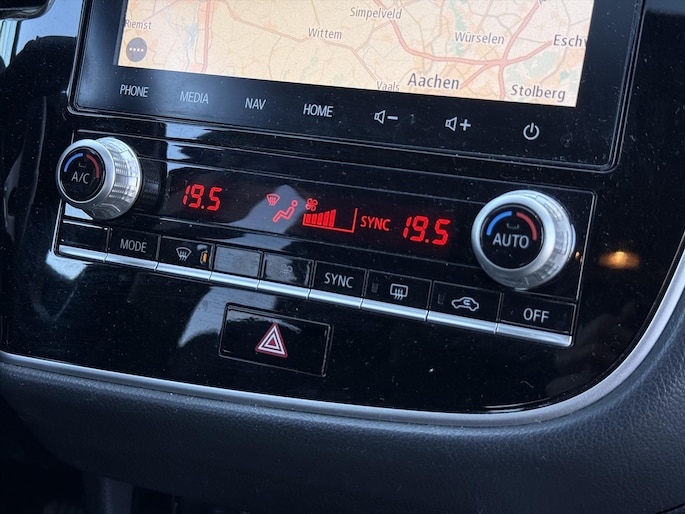 Simpelveld
Riemst
Wittem
Würselen
Eschw
Vaals
Aachen
Stolberg
PHONE
MEDIA
NAV
HOME
A/C
19.5
SYNC
19.5
AUTO
MODE
SYNC
OFF